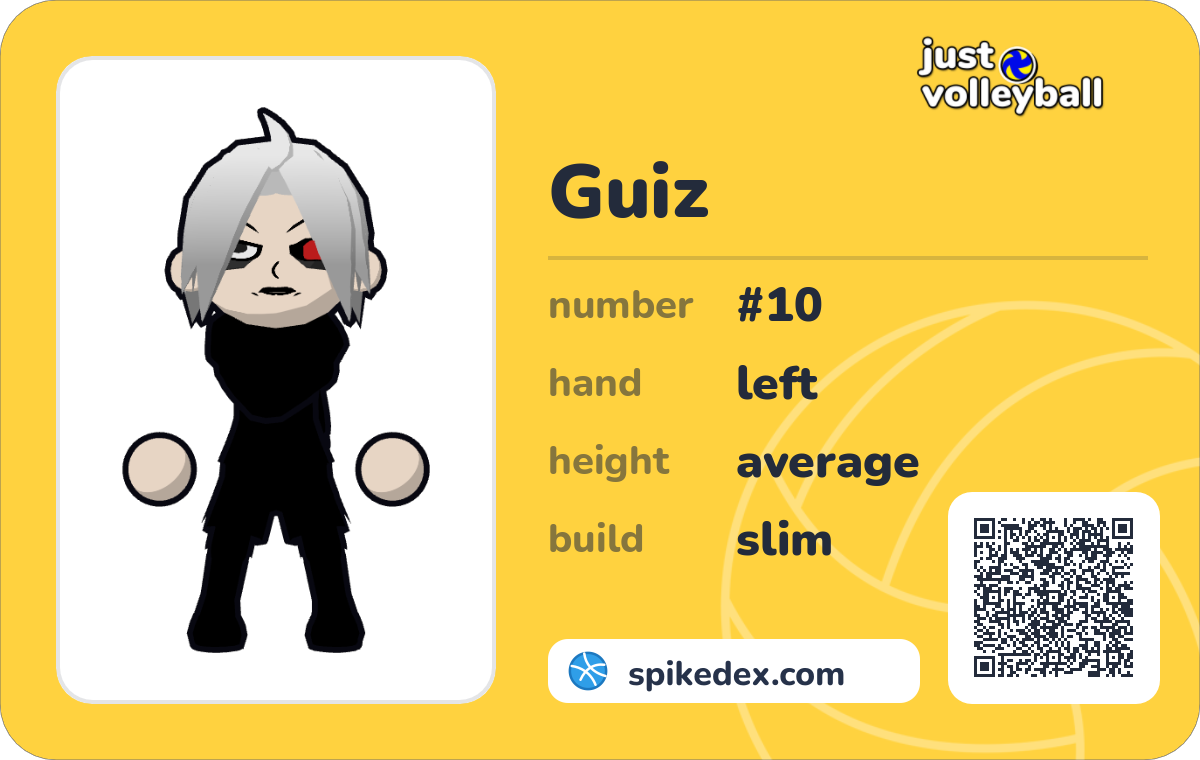 just
volleyball
Guiz
number #10
hand left
height average
build slim
spikedex.com